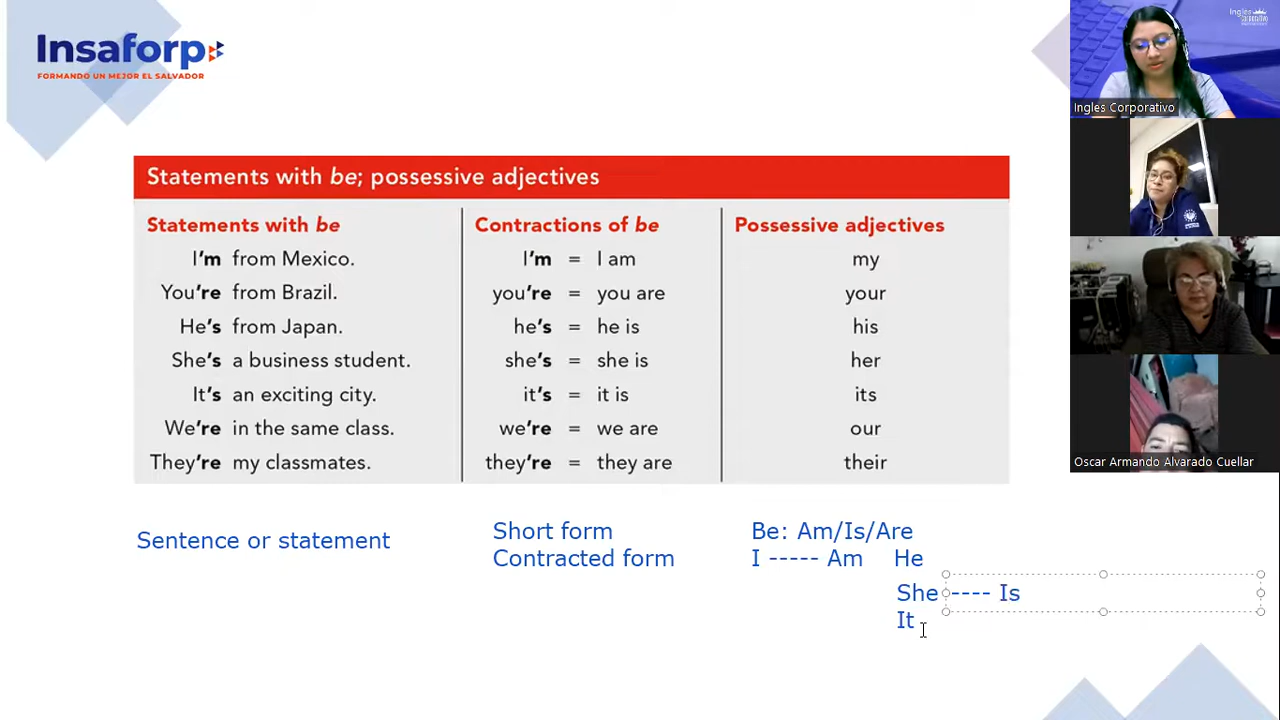 Insaforp
FORMANDO UN MEJOR EL SALVADOR
Statements with be; possessive adjectives
Statements with be
I'm from Mexico.
You're from Brazil.
He's from Japan.
She's a business student.
It's an exciting city.
We're in the same class.
They're my classmates.
Contractions of be
I'm = I am
you're = you are
he's = he is
she's = she is
it's = it is
we're = we are
they're = they are
Possessive adjectives
my
your
his
her
its
our
their
Sentence or statement
Short form
Contracted form
Be: Am/Is/Are
I ----- Am He
She ---- Is
It
Ingles Corporativo
Ingles Corporativo
Oscar Armando Alvarado Cuellar